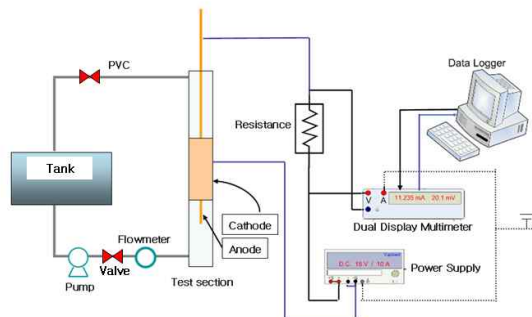 PVC
Data Logger
Resistance
Tank
V A
11.235 mA 20.1 mV
Cathode
Dual Display Multimeter
Flowmeter
Anode
D.C. 16 V / 10 A
Power Supply
Valve
Test section
Pump